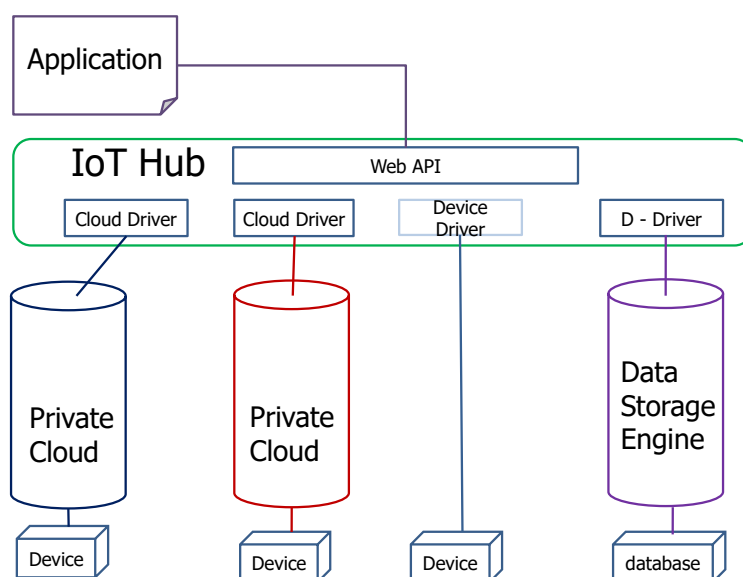 Application
IoT Hub
Web API
Cloud Driver
Cloud Driver
Device
Driver
D - Driver
Private
Cloud
Private
Cloud
Data
Storage
Engine
Device
Device
Device
database